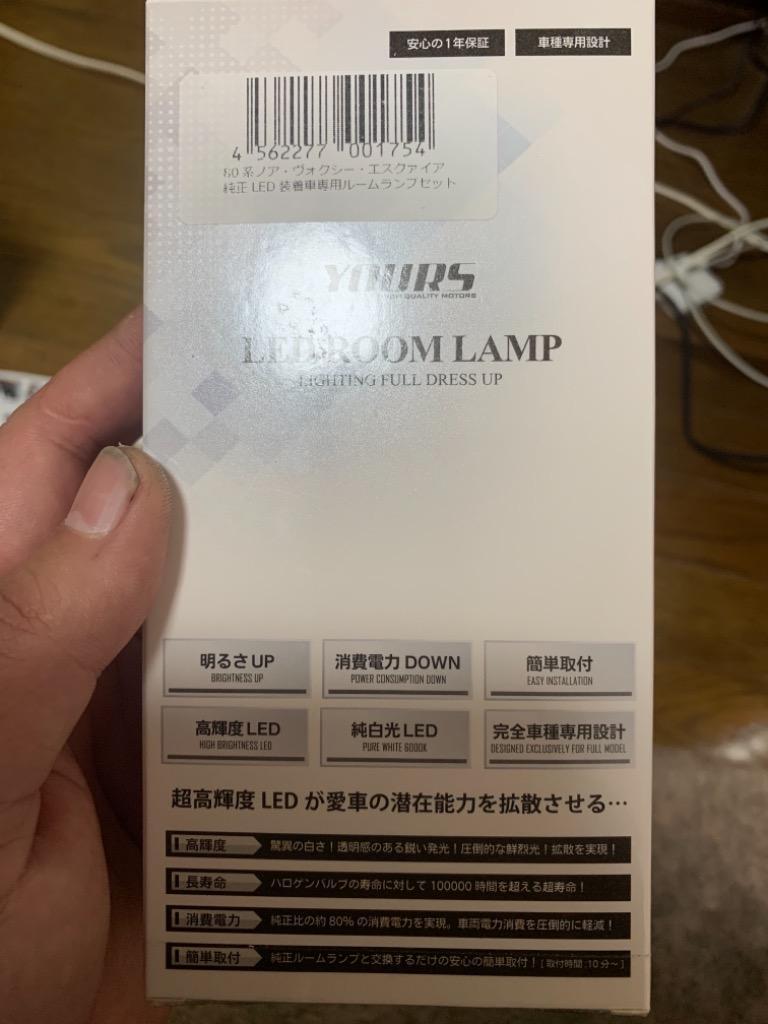 安心の1年保証
車種専用設計
4 562277 001754
80系ノア・ヴォクシー・エスクァイア
純正 LED 装着車専用ルームランプセット
YOURS
HIGH QUALITY MOTORS
LED ROOM LAMP
LIGHTING FULL DRESS UP
明るさ UP
BRIGHTNESS UP
消費電力 DOWN
POWER CONSUMPTION DOWN
簡単取付
EASY INSTALLATION
高輝度 LED
HIGH BRIGHTNESS LED
純白光 LED
PURE WHITE 6000K
完全車種専用設計
DESIGNED EXCLUSIVELY FOR FULL MODEL
超高輝度 LED が愛車の潜在能力を拡散させる…
高輝度 驚異の白さ！透明感のある鋭い発光！圧倒的な鮮烈光！拡散を実現！
長寿命 ハロゲンバルブの寿命に対して 100000 時間を超える超寿命！
消費電力 純正比の約 80% の消費電力を実現。車両電力消費を圧倒的に軽減！
簡単取付 純正ルームランプと交換するだけの安心の簡単取付！［取付時間:10分～］